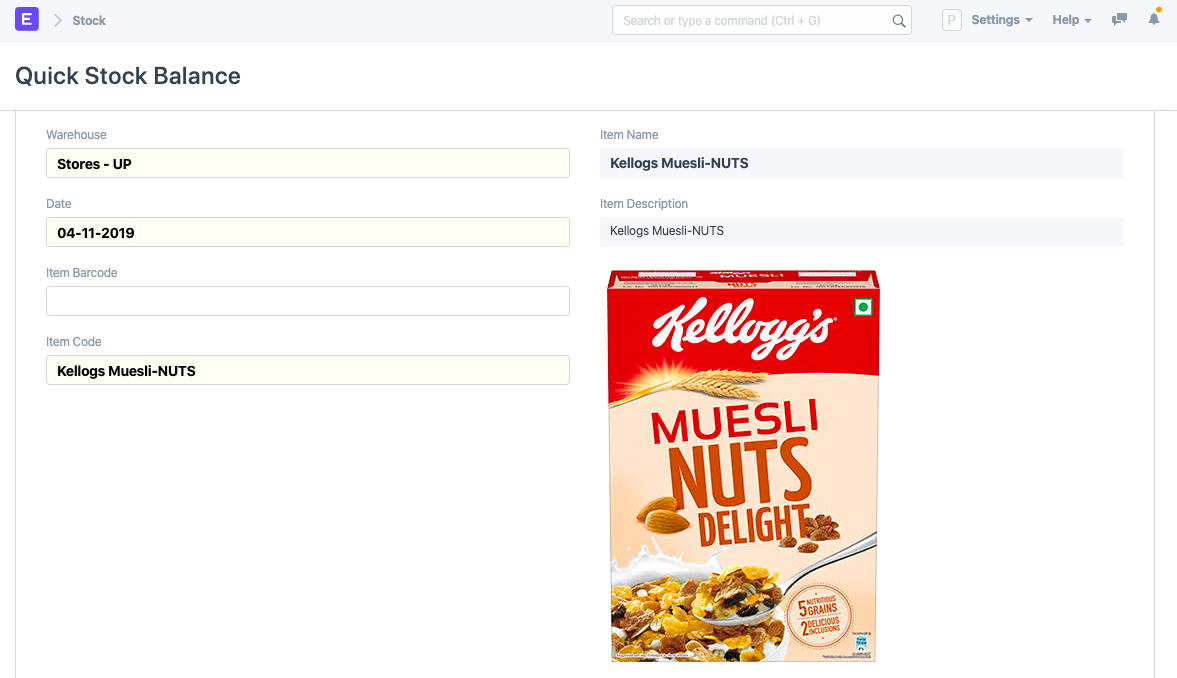 E
Stock
Search or type a command (Ctrl + G)
P
Settings
Help
Quick Stock Balance
Warehouse
Stores - UP
Date
04-11-2019
Item Barcode
Item Code
Kellogs Muesli-NUTS
Item Name
Kellogs Muesli-NUTS
Item Description
Kellogs Muesli-NUTS
MUESLI
NUTS
Kellogg's
MUESLI
NUTS
DELIGHT
5 NUTRITIOUS
GRAINS
2 DELICIOUS
INCLUSIONS